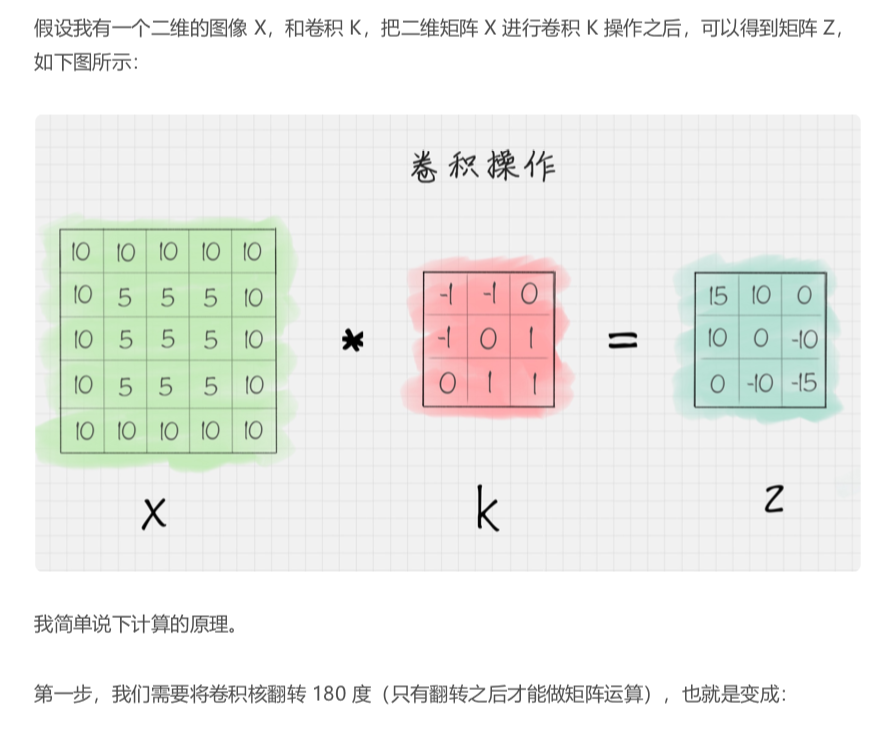 假设我有一个二维的图像 X，和卷积 K，把二维矩阵 X 进行卷积 K 操作之后，可以得到矩阵 Z，
如下图所示：
卷积操作
10 10 10 10 10
10 5 5 5 10
10 5 5 5 10
10 5 5 5 10
10 10 10 10 10
*
-1 -1 0
-1 0 1
0 1 1
=
15 10 0
10 0 -10
0 -10 -15
X
k
z
我简单说下计算的原理。
第一步，我们需要将卷积核翻转 180 度（只有翻转之后才能做矩阵运算），也就是变成：